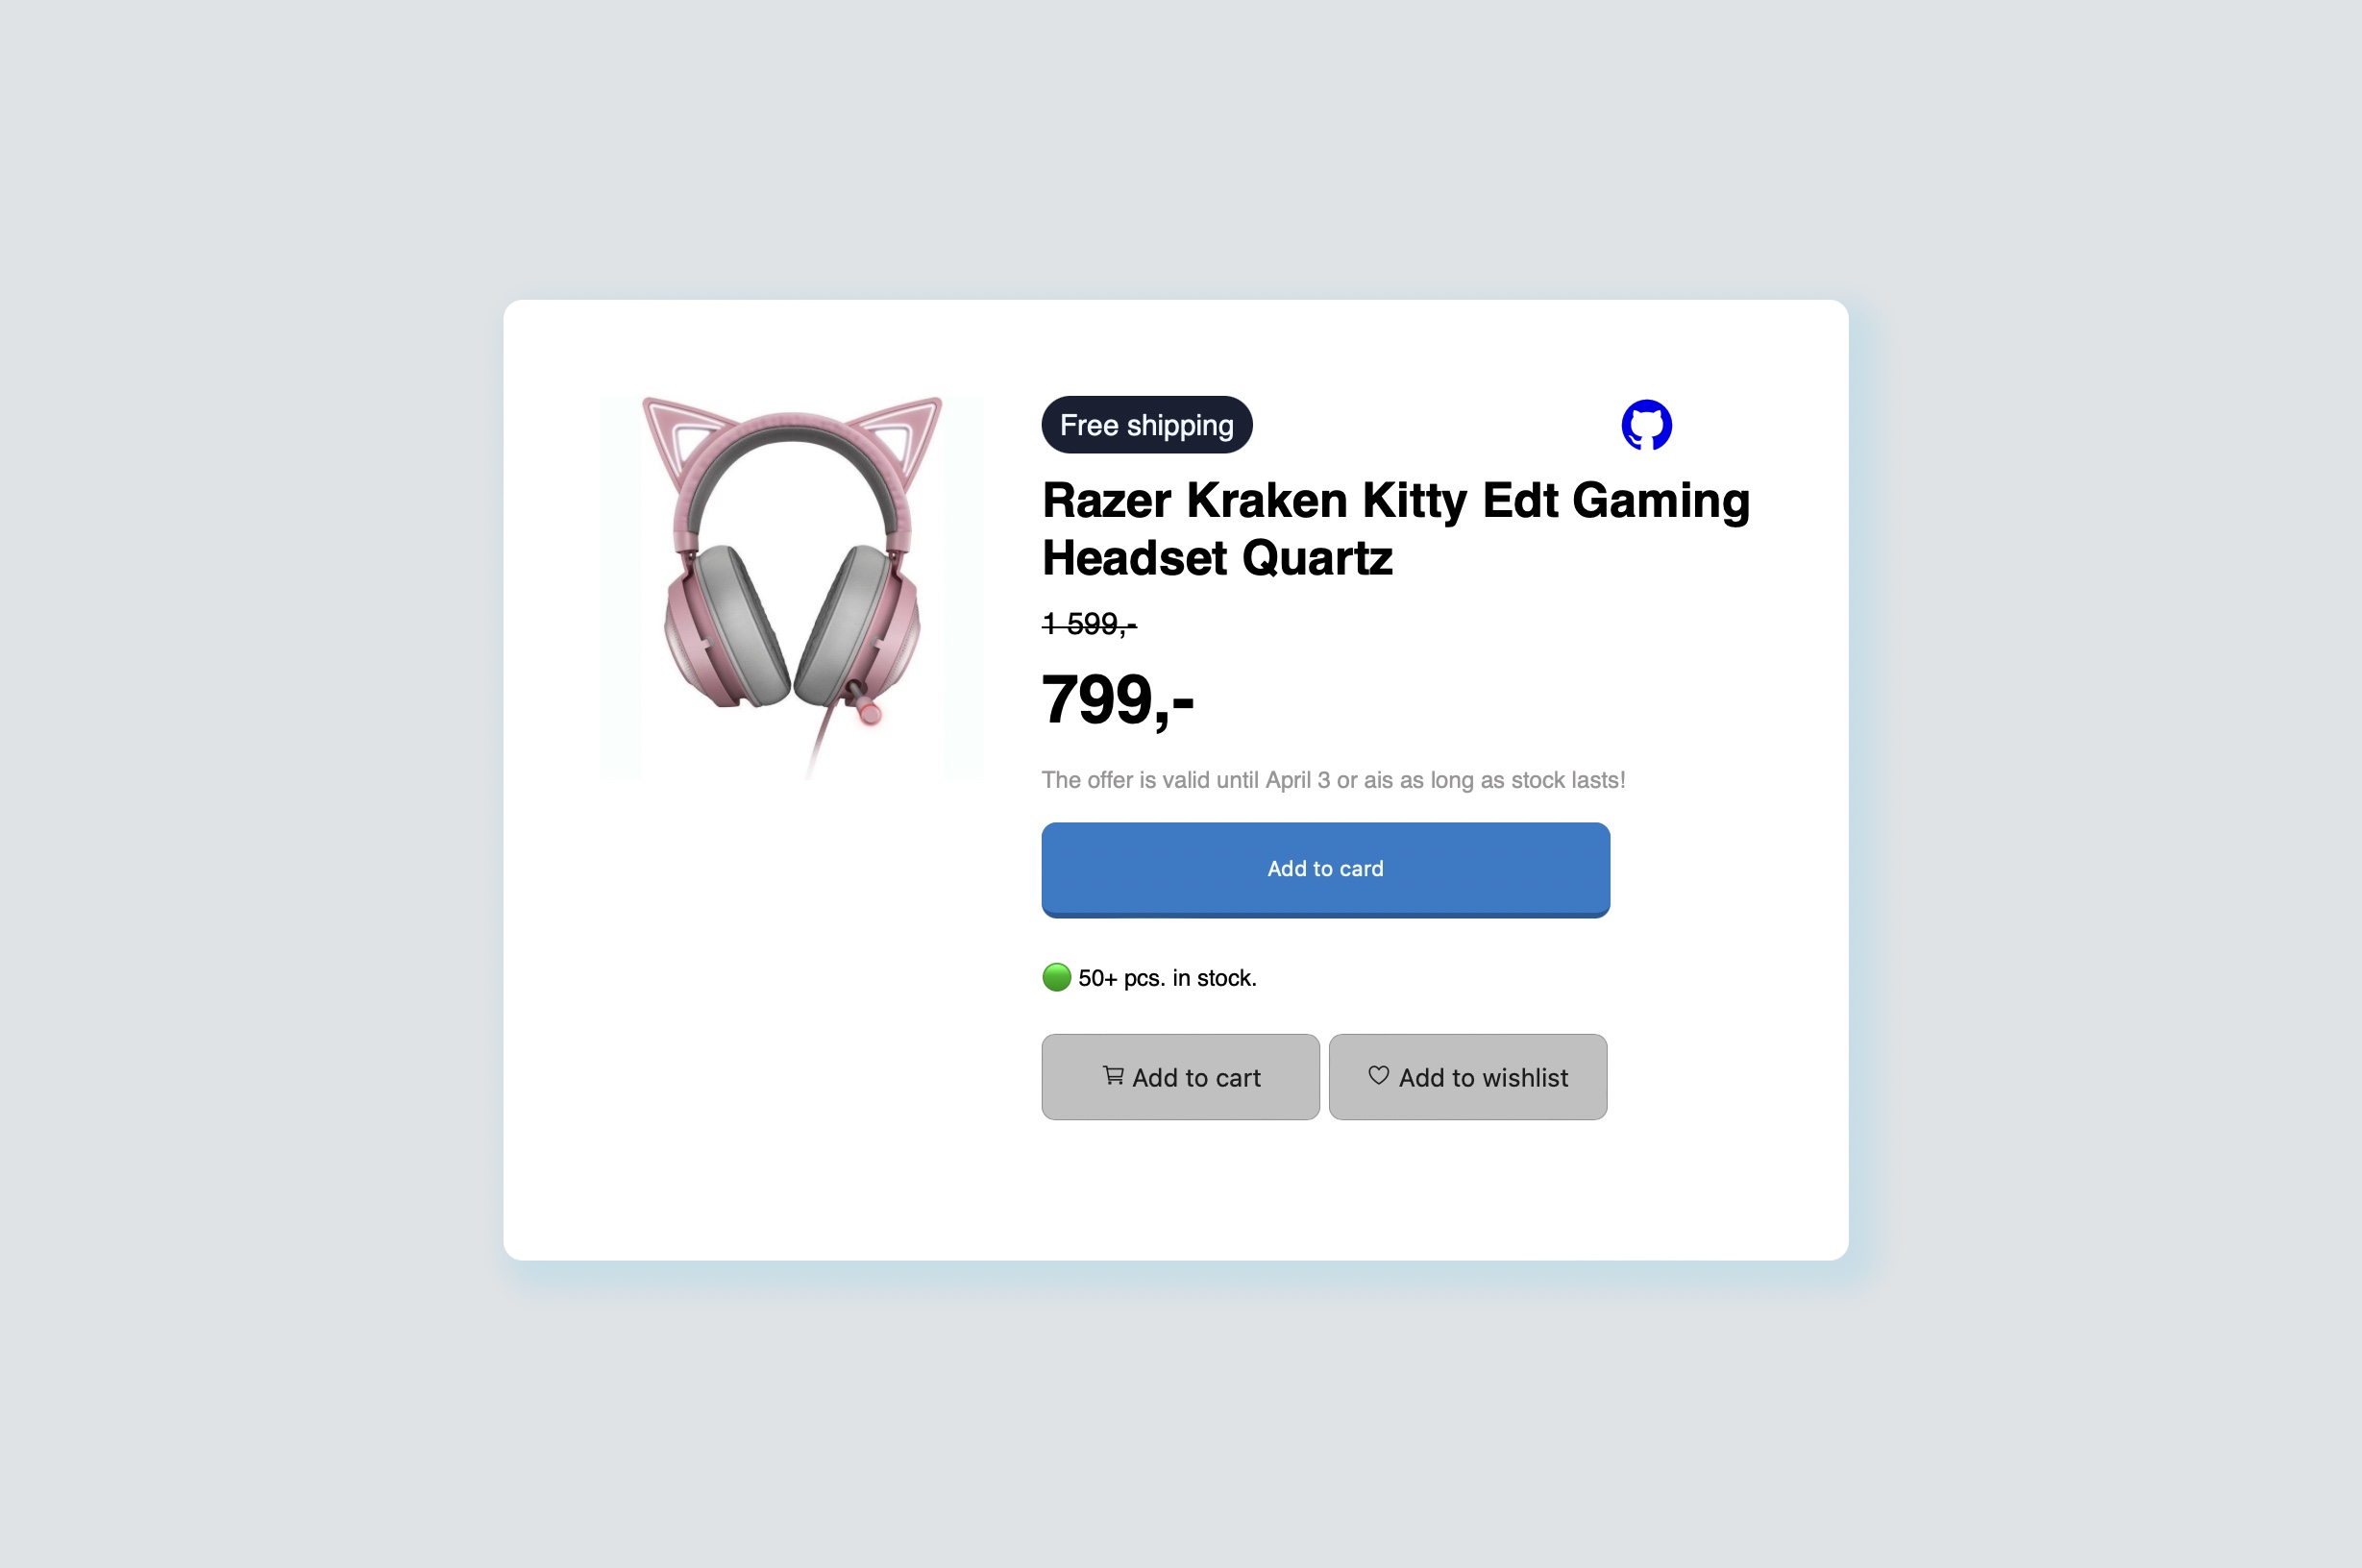 Free shipping
Razer Kraken Kitty Edt Gaming
Headset Quartz
1 599,-
799,-
The offer is valid until April 3 or ais as long as stock lasts!
Add to card
50+ pcs. in stock.
Add to cart
Add to wishlist